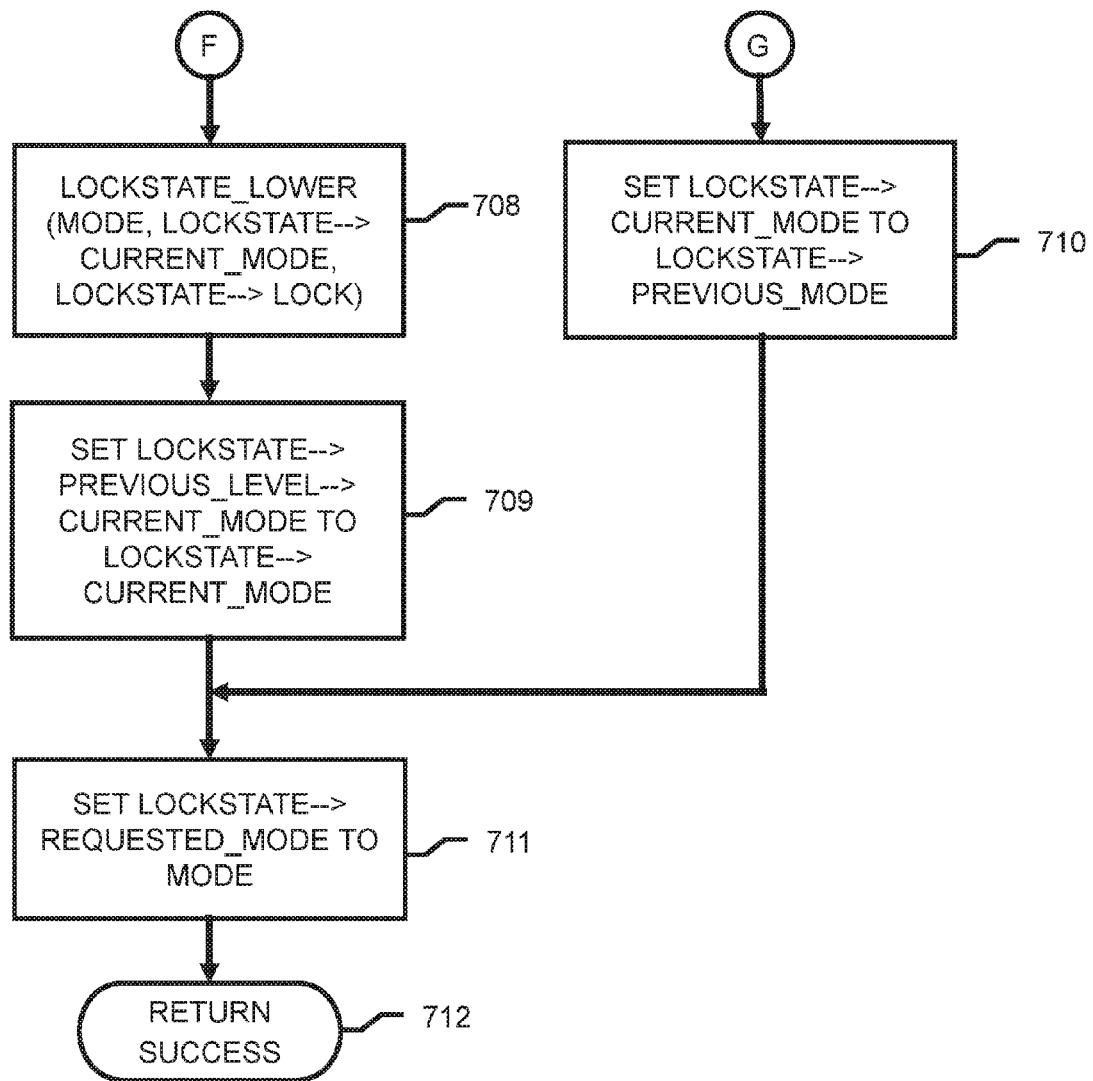 F
LOCKSTATE_LOWER
(MODE, LOCKSTATE-->
CURRENT_MODE,
LOCKSTATE--> LOCK)
708
SET LOCKSTATE-->
PREVIOUS_LEVEL-->
CURRENT_MODE TO
LOCKSTATE-->
CURRENT_MODE
709
G
SET LOCKSTATE-->
CURRENT_MODE TO
LOCKSTATE-->
PREVIOUS_MODE
710
SET LOCKSTATE-->
REQUESTED_MODE TO
MODE
711
RETURN
SUCCESS
712